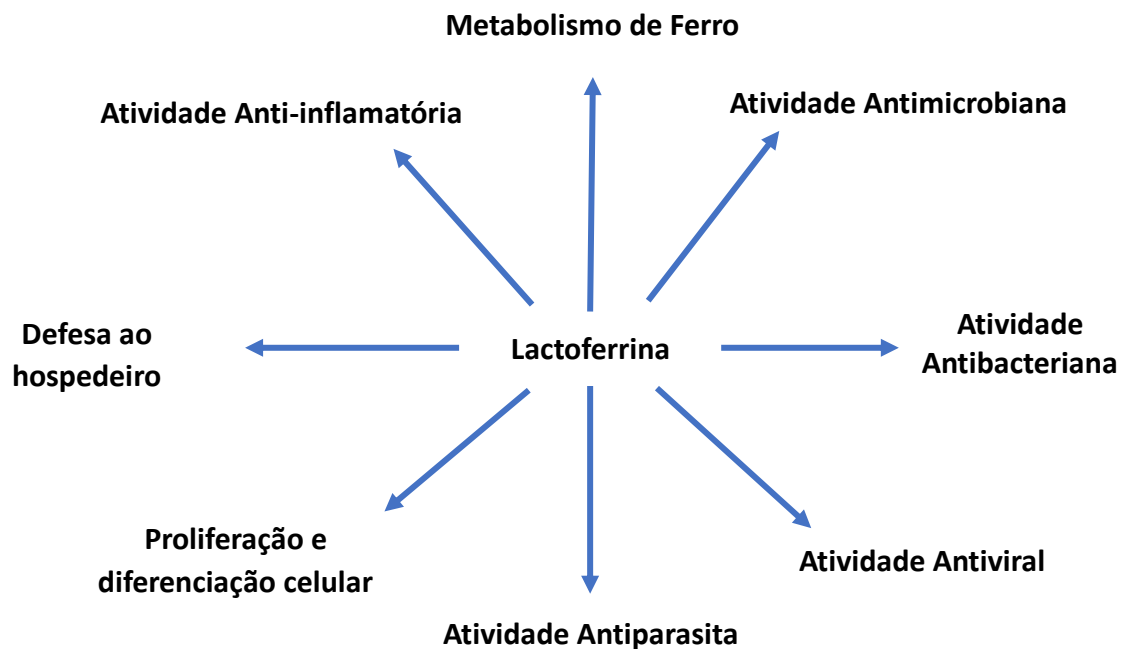 Metabolismo de Ferro
Atividade Anti-inflamatória
Atividade Antimicrobiana
Defesa ao
hospedeiro
Lactoferrina
Atividade
Antibacteriana
Proliferação e
diferenciação celular
Atividade Antiviral
Atividade Antiparasita